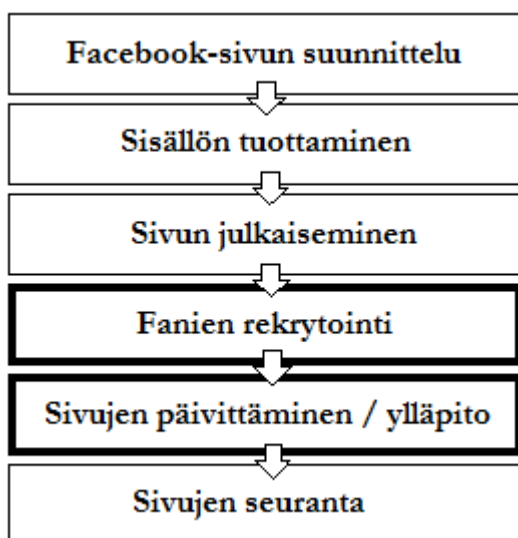 Facebook-sivun suunnittelu
Sisällön tuottaminen
Sivun julkaiseminen
Fanien rekrytointi
Sivujen päivittäminen / ylläpito
Sivujen seuranta